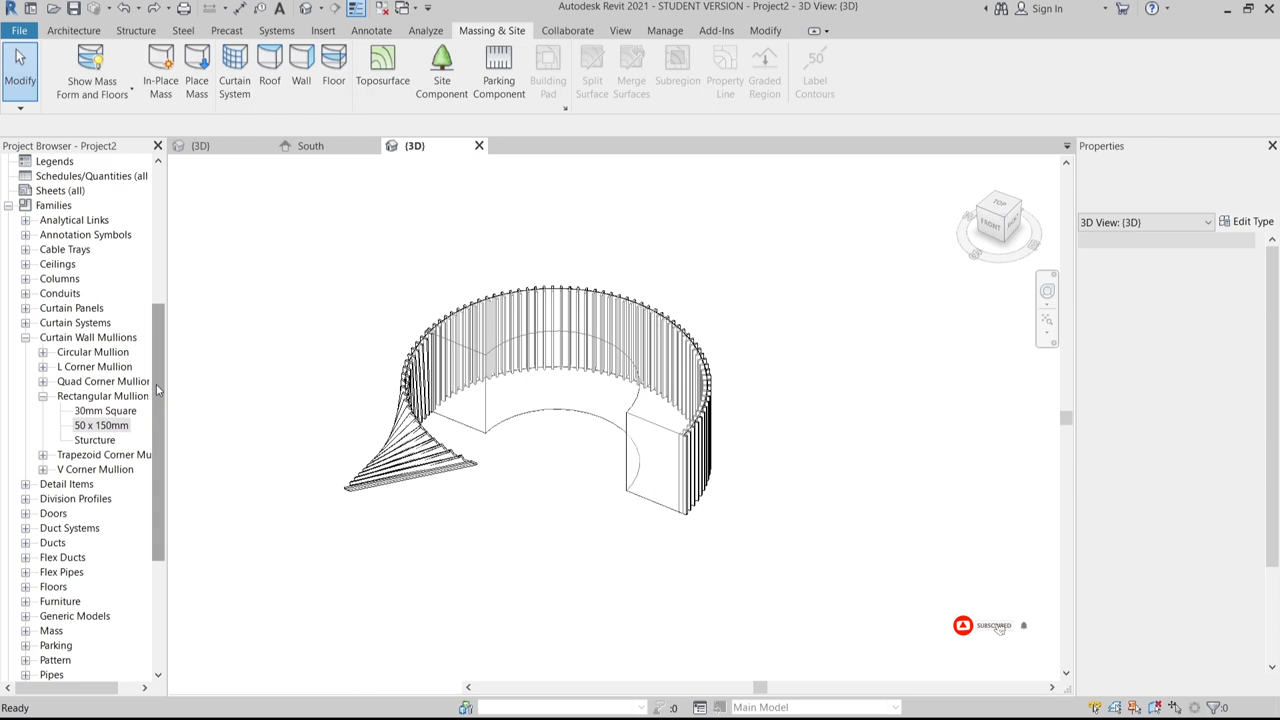 Autodesk Revit 2021 - STUDENT VERSION - Project2 - 3D View: {3D}
Sign In
File Architecture Structure Steel Precast Systems Insert Annotate Analyze Massing & Site Collaborate View Manage Add-Ins Modify
Modify
Show Mass
Form and Floors
In-Place
Mass
Place
Mass
Curtain
System
Roof
Wall
Floor
Toposurface
Site
Component
Parking
Component
Building
Pad
Split
Surface
Merge
Surfaces
Subregion
Property
Line
Graded
Region
50
Label
Contours
Project Browser - Project2
{3D}
South
{3D}
Properties
Legends
Schedules/Quantities (all
Sheets (all)
Families
Analytical Links
Annotation Symbols
Cable Trays
Ceilings
Columns
Conduits
Curtain Panels
Curtain Systems
Curtain Wall Mullions
Circular Mullion
L Corner Mullion
Quad Corner Mullion
Rectangular Mullion
30mm Square
50 x 150mm
Sturcture
Trapezoid Corner Mu
V Corner Mullion
Detail Items
Division Profiles
Doors
Duct Systems
Ducts
Flex Ducts
Flex Pipes
Floors
Furniture
Generic Models
Mass
Parking
Pattern
Pipes
TOP
FRONT
3D View: {3D}
Edit Type
SUBSCRIBED
Ready
:0
Main Model
:0